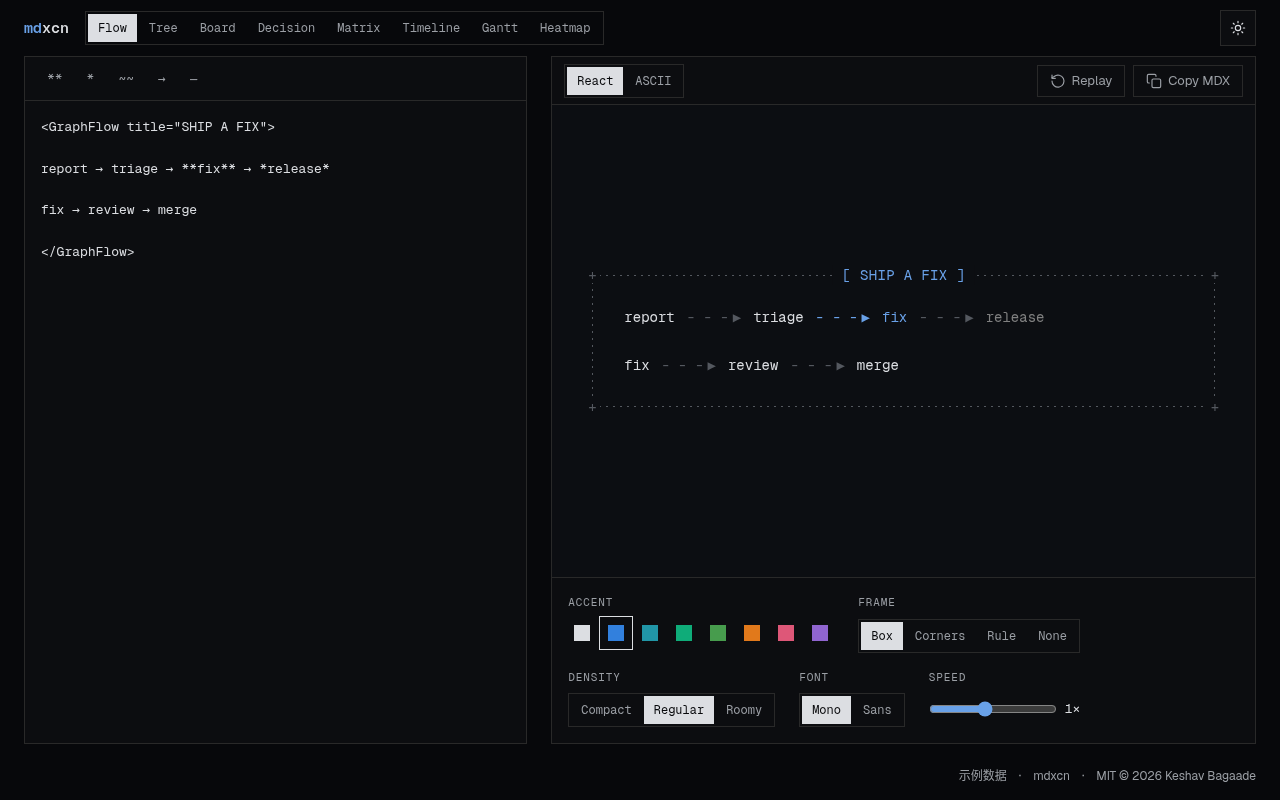 mdxcn Flow Tree Board Decision Matrix Timeline Gantt Heatmap
** * ~~ → —
<GraphFlow title="SHIP A FIX">
report → triage → **fix** → *release*
fix → review → merge
</GraphFlow>
React ASCII Replay Copy MDX
[ SHIP A FIX ]
report - - -▶ triage - - -▶ fix - - -▶ release
fix - - -▶ review - - -▶ merge
ACCENT FRAME
Box Corners Rule None
DENSITY FONT SPEED
Compact Regular Roomy Mono Sans 1×
示例数据 · mdxcn · MIT © 2026 Keshav Bagaade